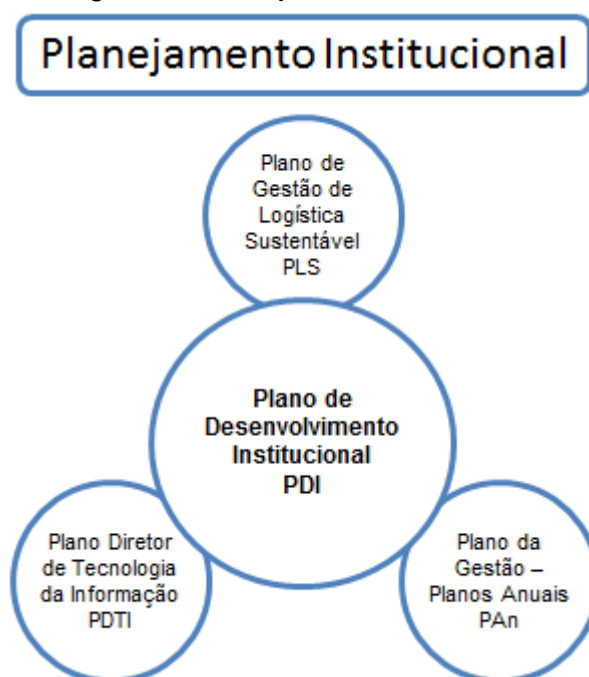 Planejamento Institucional
Plano de
Gestão de
Logística
Sustentável
PLS
Plano de
Desenvolvimento
Institucional
PDI
Plano Diretor
de Tecnologia
da Informação
PDTI
Plano da
Gestão –
Planos Anuais
PAn